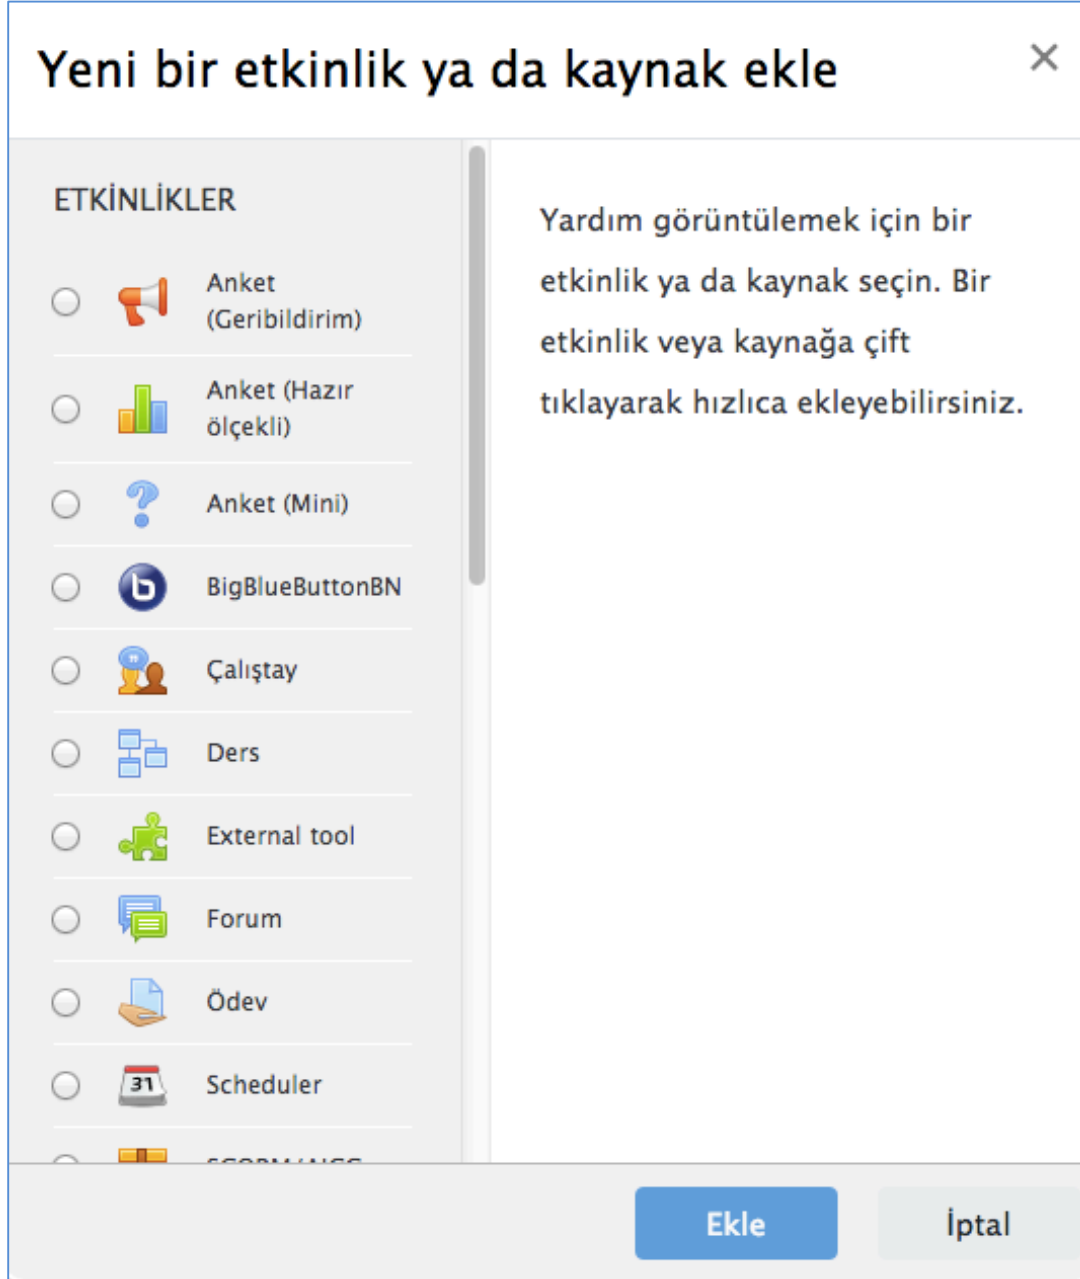 Yeni bir etkinlik ya da kaynak ekle
ETKİNLİKLER
Anket
(Geribildirim)
Anket (Hazır
ölçekli)
Anket (Mini)
BigBlueButtonBN
Çalıştay
Ders
External tool
Forum
Ödev
31
Scheduler
Yardım görüntülemek için bir
etkinlik ya da kaynak seçin. Bir
etkinlik veya kaynağa çift
tıklayarak hızlıca ekleyebilirsiniz.
Ekle
İptal